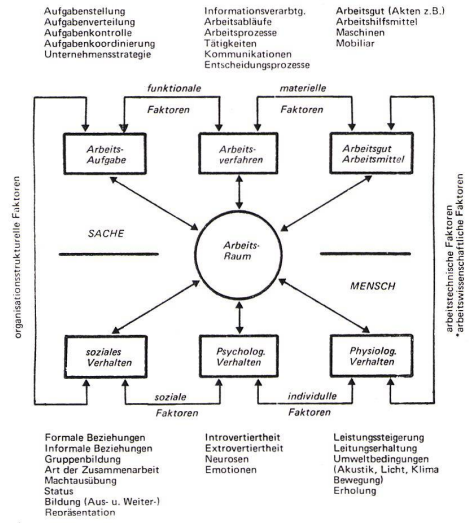 Aufgabenstellung
Aufgabenverteilung
Aufgabenkontrolle
Aufgabenkoordinierung
Unternehmensstrategie
Informationsverarbtg.
Arbeitsabläufe
Arbeitsprozesse
Tätigkeiten
Kommunikationen
Entscheidungsprozesse
Arbeitsgut (Akten z.B.)
Arbeitshilfsmittel
Maschinen
Mobiliar
funktionale
Faktoren
materielle
Faktoren
Arbeits-
Aufgabe
Arbeits-
verfahren
Arbeitsgut
Arbeitsmittel
organisationsstrukturelle Faktoren
SACHE
Arbeits-
Raum
MENSCH
arbeitstechnische Faktoren
*arbeitswissenschaftliche Faktoren
soziales
Verhalten
Psycholog.
Verhalten
Physiolog.
Verhalten
soziale
Faktoren
individulle
Faktoren
Formale Beziehungen
Informale Beziehungen
Gruppenbildung
Art der Zusammenarbeit
Machtausübung
Status
Bildung (Aus- u. Weiter-)
Repräsentation
Introvertiertheit
Extrovertiertheit
Neurosen
Emotionen
Leistungssteigerung
Leitungserhaltung
Umweltbedingungen
(Akustik, Licht, Klima
Bewegung)
Erholung